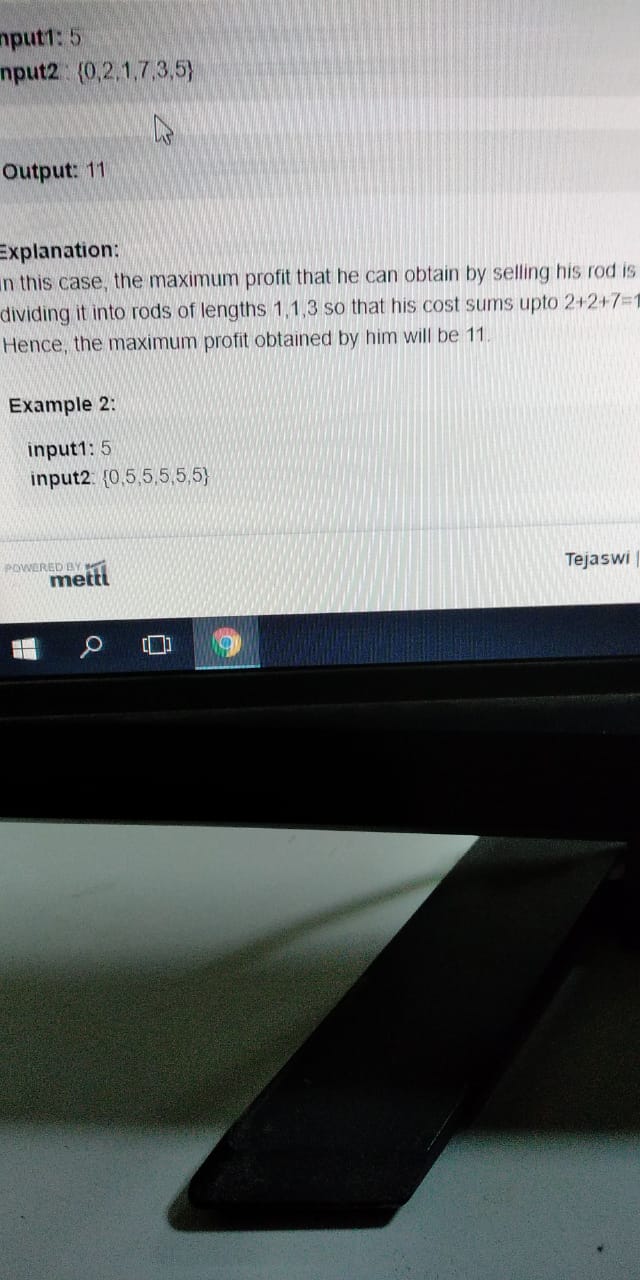 nput1: 5
nput2 : {0,2,1,7,3,5}
Output: 11
Explanation:
n this case, the maximum profit that he can obtain by selling his rod is
dividing it into rods of lengths 1,1,3 so that his cost sums upto 2+2+7=1
Hence, the maximum profit obtained by him will be 11.
Example 2:
input1: 5
input2: {0,5,5,5,5,5}
POWERED BY
mettl
Tejaswi |